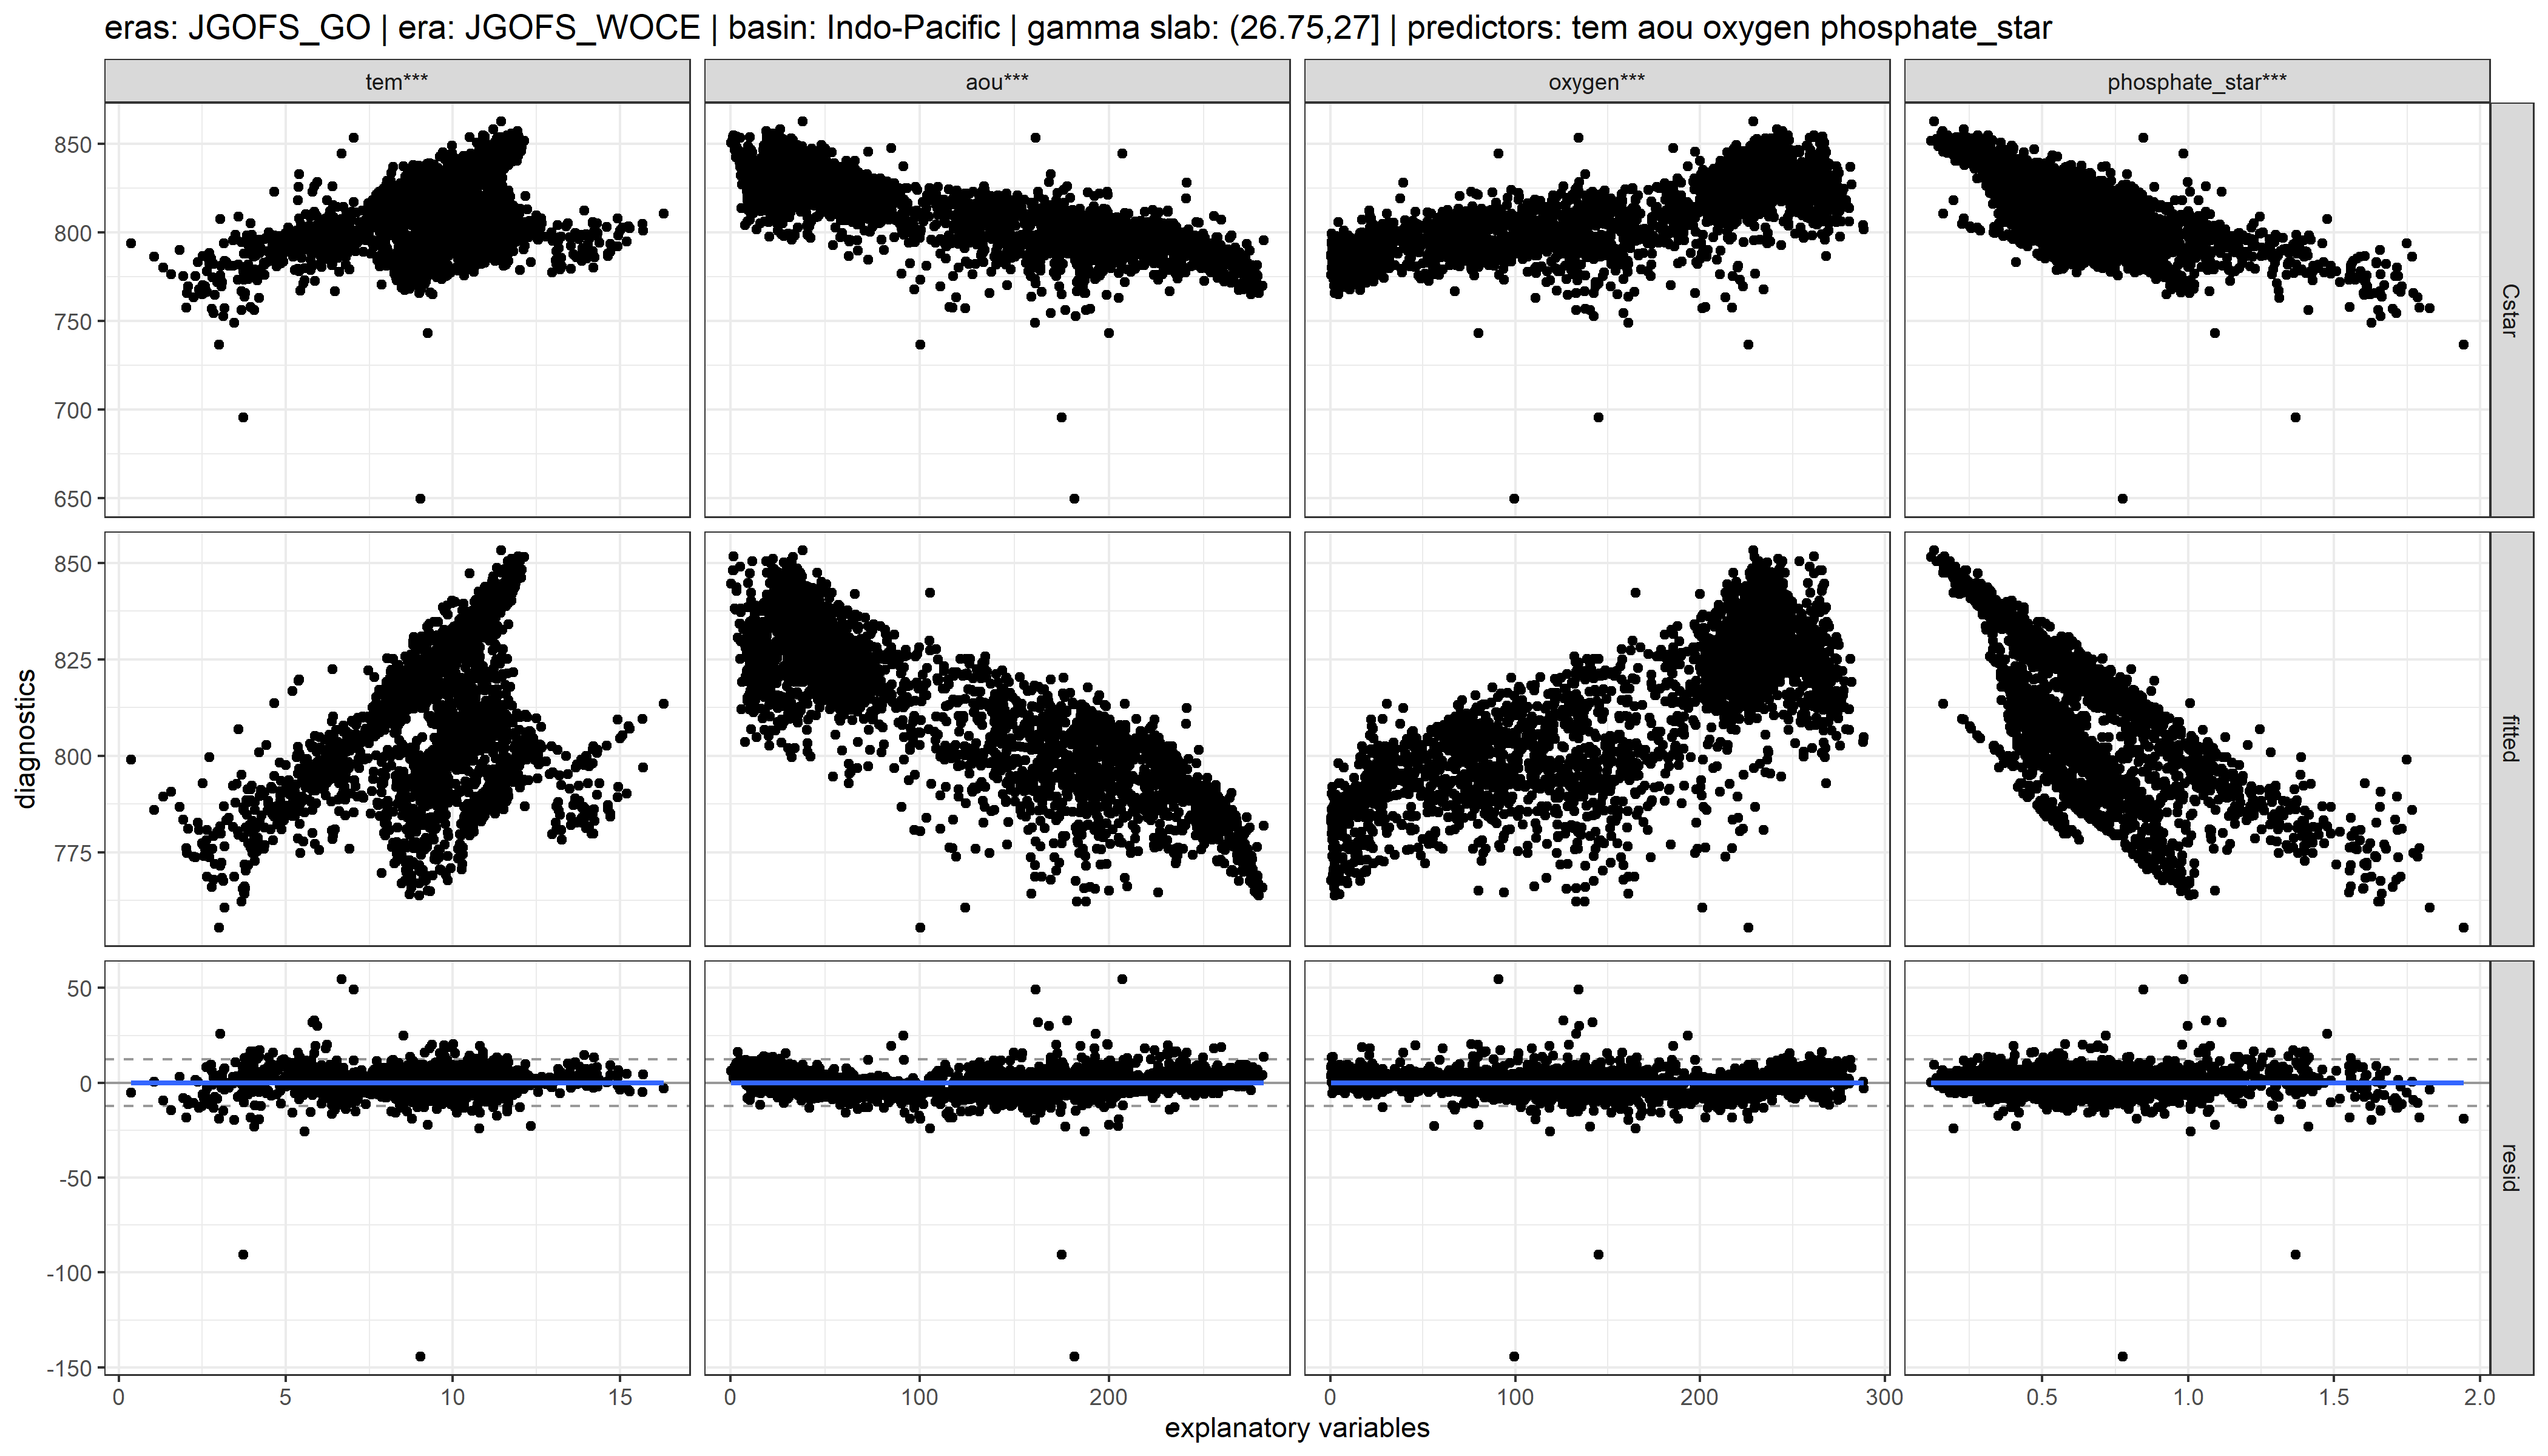 eras: JGOFS_GO | era: JGOFS_WOCE | basin: Indo-Pacific | gamma slab: (26.75,27] | predictors: tem aou oxygen phosphate_star
tem*** aou*** oxygen*** phosphate_star***
850
800
750
700
650
Cstar
850
825
800
775
fitted
diagnostics
50
0
-50
-100
-150
resid
0 5 10 15 0 100 200 0 100 200 300 0.5 1.0 1.5 2.0
explanatory variables